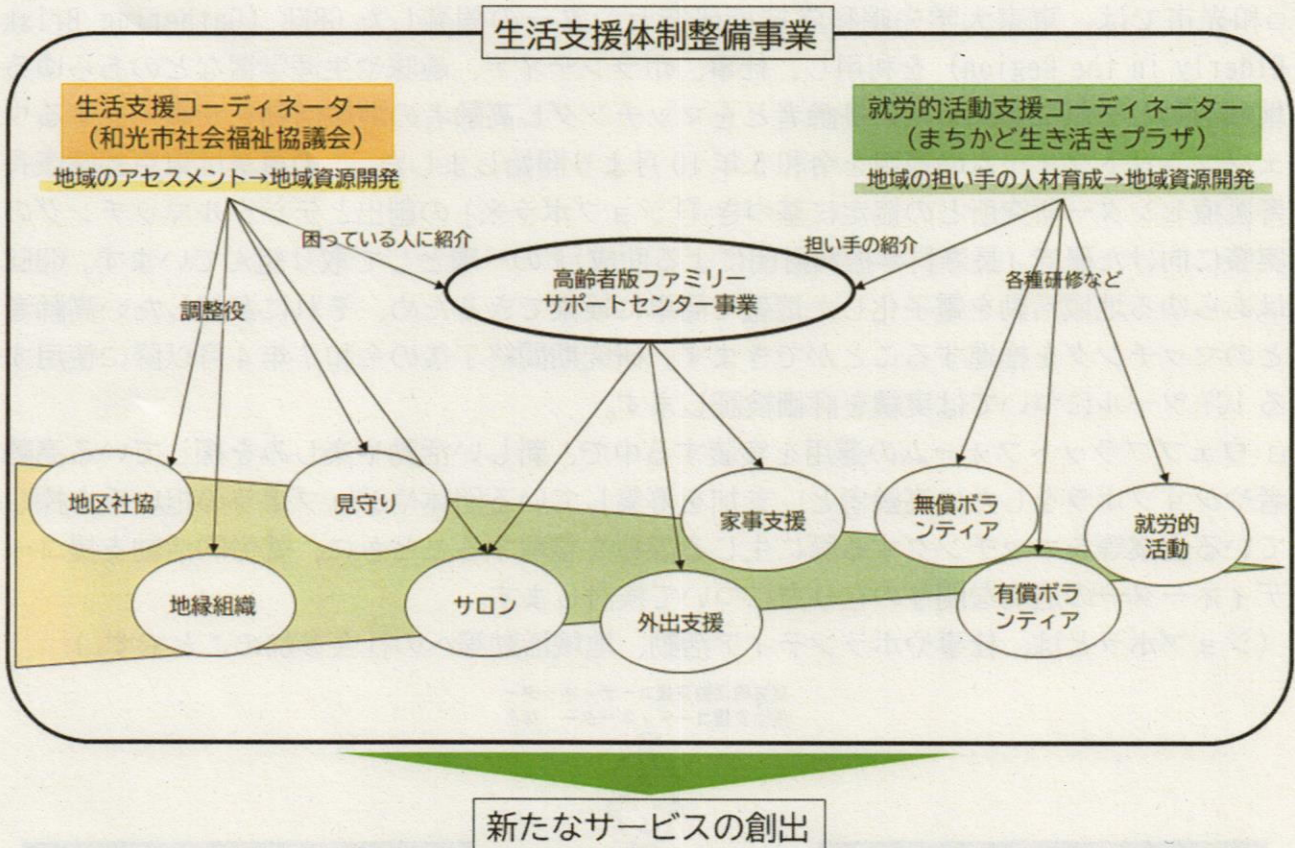 生活支援体制整備事業
生活支援コーディネーター
（和光市社会福祉協議会）
地域のアセスメント→地域資源開発
就労的活動支援コーディネーター
（まちかど生き活きプラザ）
地域の担い手の人材育成→地域資源開発
困っている人に紹介
担い手の紹介
高齢者版ファミリー
サポートセンター事業
調整役
各種研修など
地区社協
見守り
家事支援
無償ボラ
ンティア
就労的
活動
地縁組織
サロン
外出支援
有償ボラ
ンティア
新たなサービスの創出